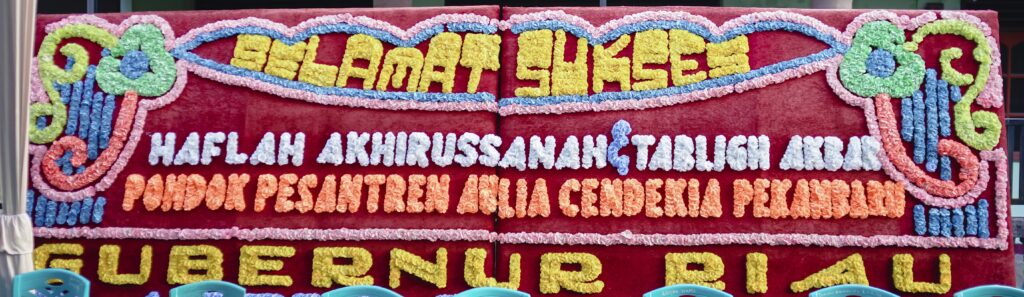 SELAMAT SUKSES
HAFLAH AKHIRUSSANAH & TABLIGH AKBAR
PONDOK PESANTREN AULIA CENDEKIA PEKANBARU
GUBERNUR RIAU